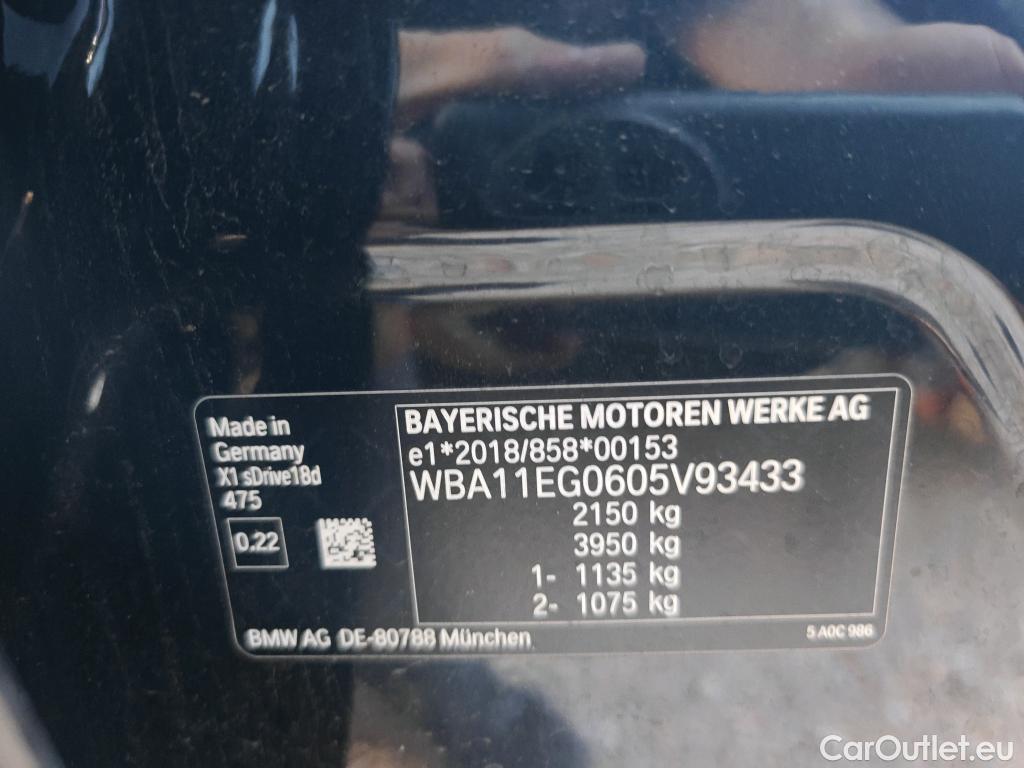 Made in
Germany
X1 sDrive18d
475
0.22
BAYERISCHE MOTOREN WERKE AG
e1*2018/858*00153
WBA11EG0605V93433
2150 kg
3950 kg
1- 1135 kg
2- 1075 kg
BMW AG DE-80788 München
5 A0C 986
CarOutlet.eu